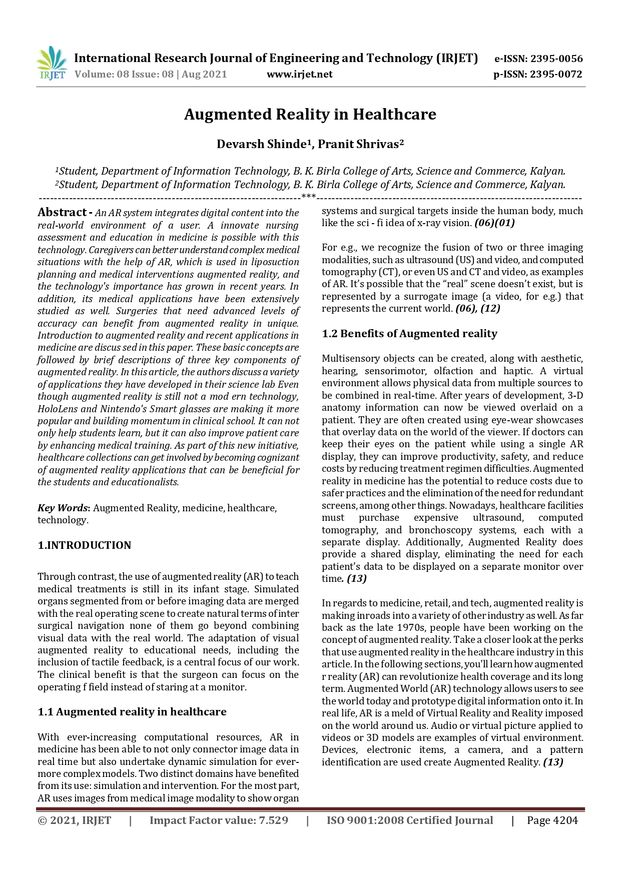 International Research Journal of Engineering and Technology (IRJET) e-ISSN: 2395-0056
IRJET Volume: 08 Issue: 08 | Aug 2021 www.irjet.net p-ISSN: 2395-0072
Augmented Reality in Healthcare
Devarsh Shinde1, Pranit Shrivas2
1Student, Department of Information Technology, B. K. Birla College of Arts, Science and Commerce, Kalyan.
2Student, Department of Information Technology, B. K. Birla College of Arts, Science and Commerce, Kalyan.
---------------------------------------------------------------------***---------------------------------------------------------------------
Abstract - An AR system integrates digital content into the
real-world environment of a user. A innovate nursing
assessment and education in medicine is possible with this
technology. Caregivers can better understand complex medical
situations with the help of AR, which is used in liposuction
planning and medical interventions augmented reality, and
the technology's importance has grown in recent years. In
addition, its medical applications have been extensively
studied as well. Surgeries that need advanced levels of
accuracy can benefit from augmented reality in unique.
Introduction to augmented reality and recent applications in
medicine are discus sed in this paper. These basic concepts are
followed by brief descriptions of three key components of
augmented reality. In this article, the authors discuss a variety
of applications they have developed in their science lab Even
though augmented reality is still not a mod ern technology,
HoloLens and Nintendo's Smart glasses are making it more
popular and building momentum in clinical school. It can not
only help students learn, but it can also improve patient care
by enhancing medical training. As part of this new initiative,
healthcare collections can get involved by becoming cognizant
of augmented reality applications that can be beneficial for
the students and educationalists.
Key Words: Augmented Reality, medicine, healthcare,
technology.
1.INTRODUCTION
Through contrast, the use of augmented reality (AR) to teach
medical treatments is still in its infant stage. Simulated
organs segmented from or before imaging data are merged
with the real operating scene to create natural terms of inter
surgical navigation none of them go beyond combining
visual data with the real world. The adaptation of visual
augmented reality to educational needs, including the
inclusion of tactile feedback, is a central focus of our work.
The clinical benefit is that the surgeon can focus on the
operating f field instead of staring at a monitor.
1.1 Augmented reality in healthcare
With ever-increasing computational resources, AR in
medicine has been able to not only connector image data in
real time but also undertake dynamic simulation for ever-
more complex models. Two distinct domains have benefited
from its use: simulation and intervention. For the most part,
AR uses images from medical image modality to show organ
systems and surgical targets inside the human body, much
like the sci - fi idea of x-ray vision. (06)(01)
For e.g., we recognize the fusion of two or three imaging
modalities, such as ultrasound (US) and video, and computed
tomography (CT), or even US and CT and video, as examples
of AR. It's possible that the "real" scene doesn't exist, but is
represented by a surrogate image (a video, for e.g.) that
represents the current world. (06), (12)
1.2 Benefits of Augmented reality
Multisensory objects can be created, along with aesthetic,
hearing, sensorimotor, olfaction and haptic. A virtual
environment allows physical data from multiple sources to
be combined in real-time. After years of development, 3-D
anatomy information can now be viewed overlaid on a
patient. They are often created using eye-wear showcases
that overlay data on the world of the viewer. If doctors can
keep their eyes on the patient while using a single AR
display, they can improve productivity, safety, and reduce
costs by reducing treatment regimen difficulties. Augmented
reality in medicine has the potential to reduce costs due to
safer practices and the elimination of the need for redundant
screens, among other things. Nowadays, healthcare facilities
must purchase expensive ultrasound, computed
tomography, and bronchoscopy systems, each with a
separate display. Additionally, Augmented Reality does
provide a shared display, eliminating the need for each
patient's data to be displayed on a separate monitor over
time. (13)
In regards to medicine, retail, and tech, augmented reality is
making inroads into a variety of other industry as well. As far
back as the late 1970s, people have been working on the
concept of augmented reality. Take a closer look at the perks
that use augmented reality in the healthcare industry in this
article. In the following sections, you'll learn how augmented
r reality (AR) can revolutionize health coverage and its long
term. Augmented World (AR) technology allows users to see
the world today and prototype digital information onto it. In
real life, AR is a meld of Virtual Reality and Reality imposed
on the world around us. Audio or virtual picture applied to
videos or 3D models are examples of virtual environment.
Devices, electronic items, a camera, and a pattern
identification are used create Augmented Reality. (13)
© 2021, IRJET | Impact Factor value: 7.529 | ISO 9001:2008 Certified Journal | Page 4204